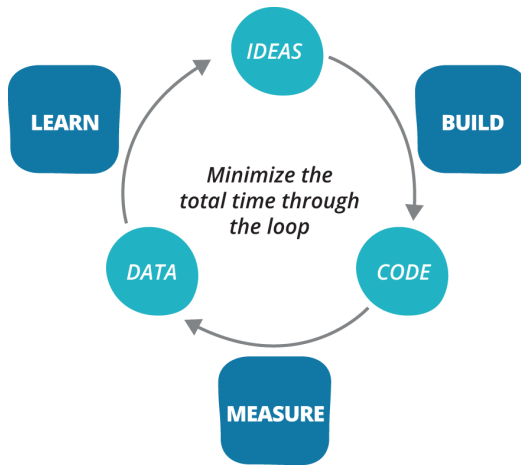 IDEAS
LEARN
BUILD
Minimize the
total time through
the loop
DATA
CODE
MEASURE